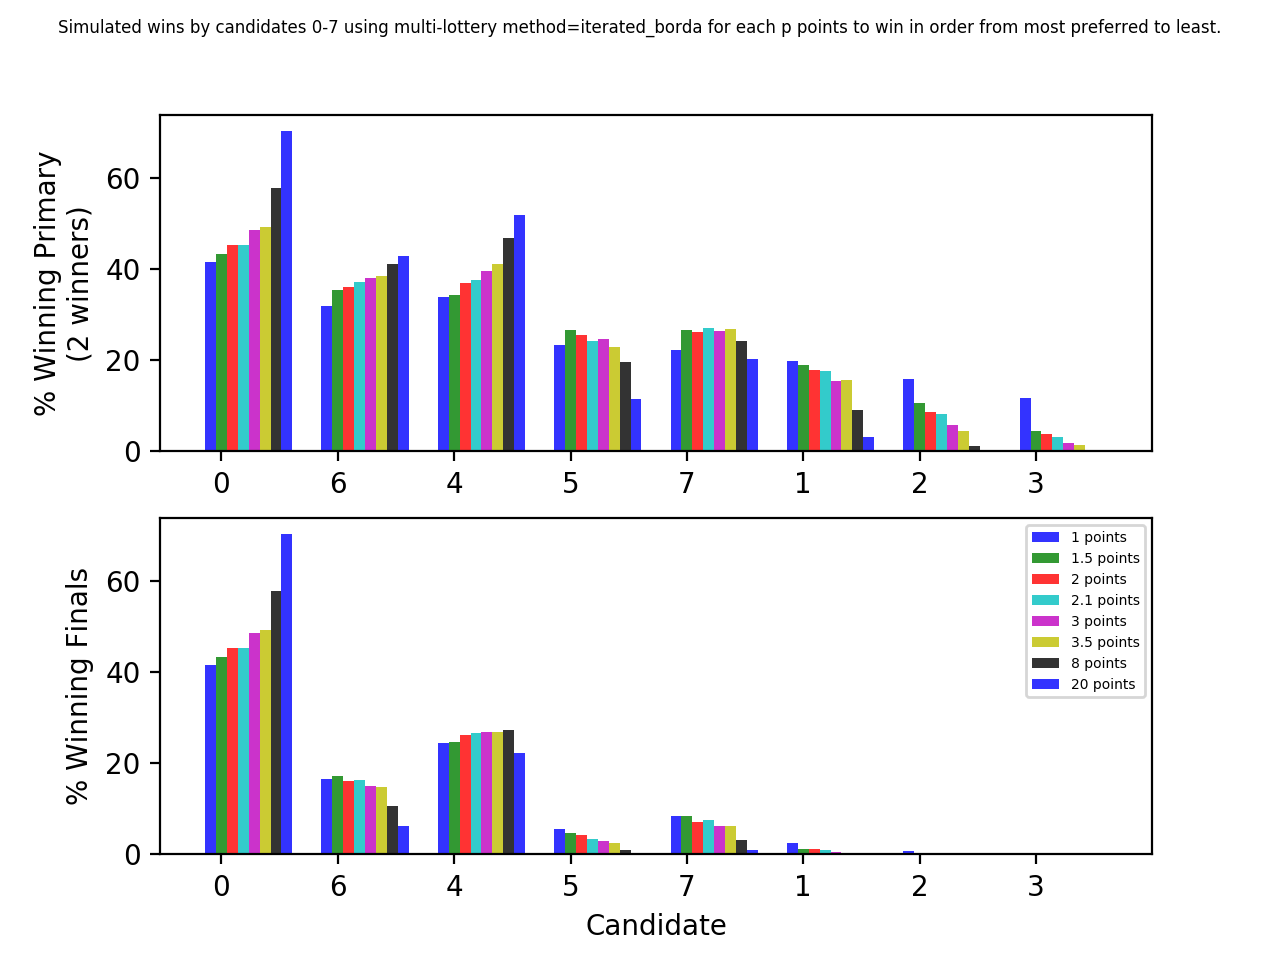 Simulated wins by candidates 0-7 using multi-lottery method=iterated_borda for each p points to win in order from most preferred to least.
% Winning Primary
(2 winners)
60
40
20
0
0 6 4 5 7 1 2 3
% Winning Finals
60
40
20
0
1 points
1.5 points
2 points
2.1 points
3 points
3.5 points
8 points
20 points
0 6 4 5 7 1 2 3
Candidate